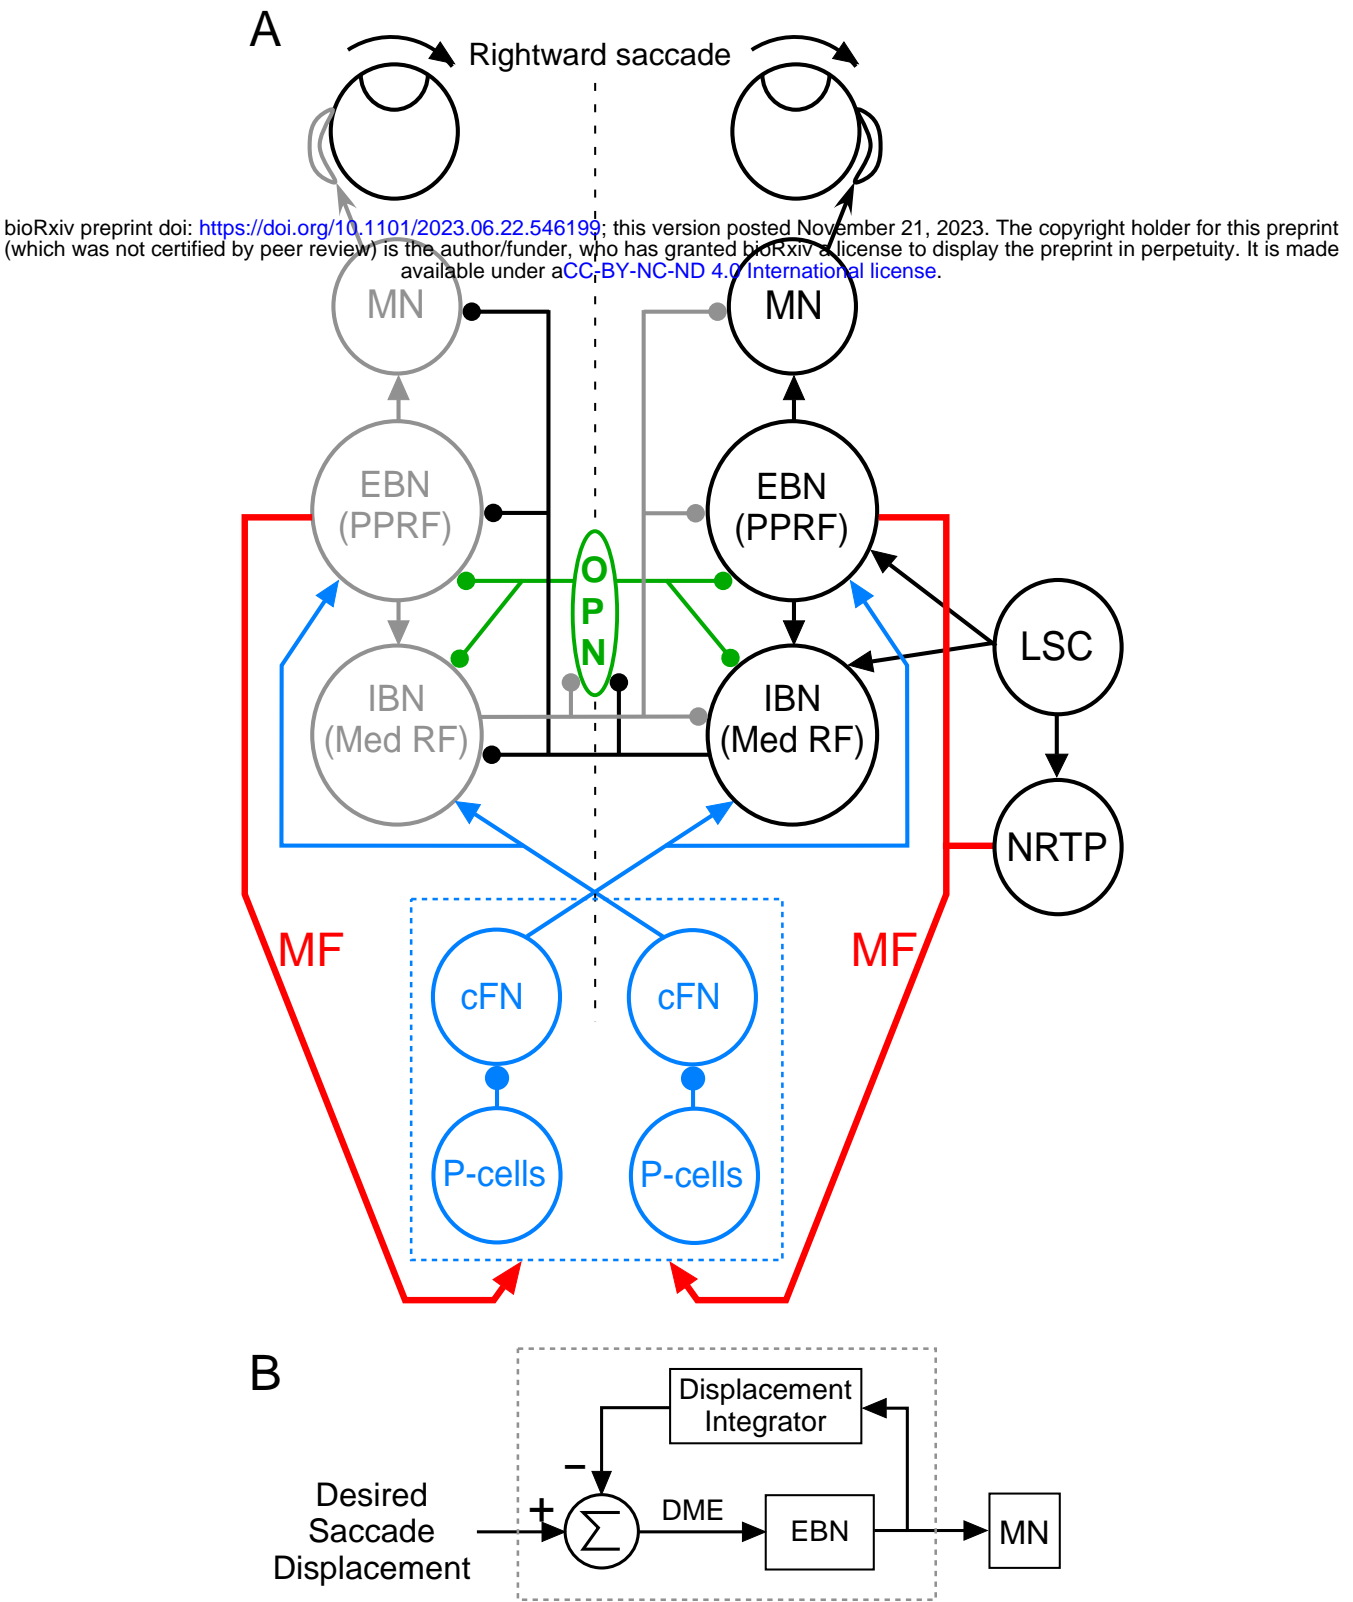 A
Rightward saccade
bioRxiv preprint doi: https://doi.org/10.1101/2023.06.22.546199; this version posted November 21, 2023. The copyright holder for this preprint
(which was not certified by peer review) is the author/funder, who has granted bioRxiv a license to display the preprint in perpetuity. It is made
available under aCC-BY-NC-ND 4.0 International license.
MN
MN
EBN
(PPRF)
EBN
(PPRF)
O
P
N
LSC
IBN
(Med RF)
IBN
(Med RF)
NRTP
MF
MF
cFN
cFN
P-cells
P-cells
B
Displacement
Integrator
−
Desired
Saccade
Displacement
+
Σ
DME
EBN
MN